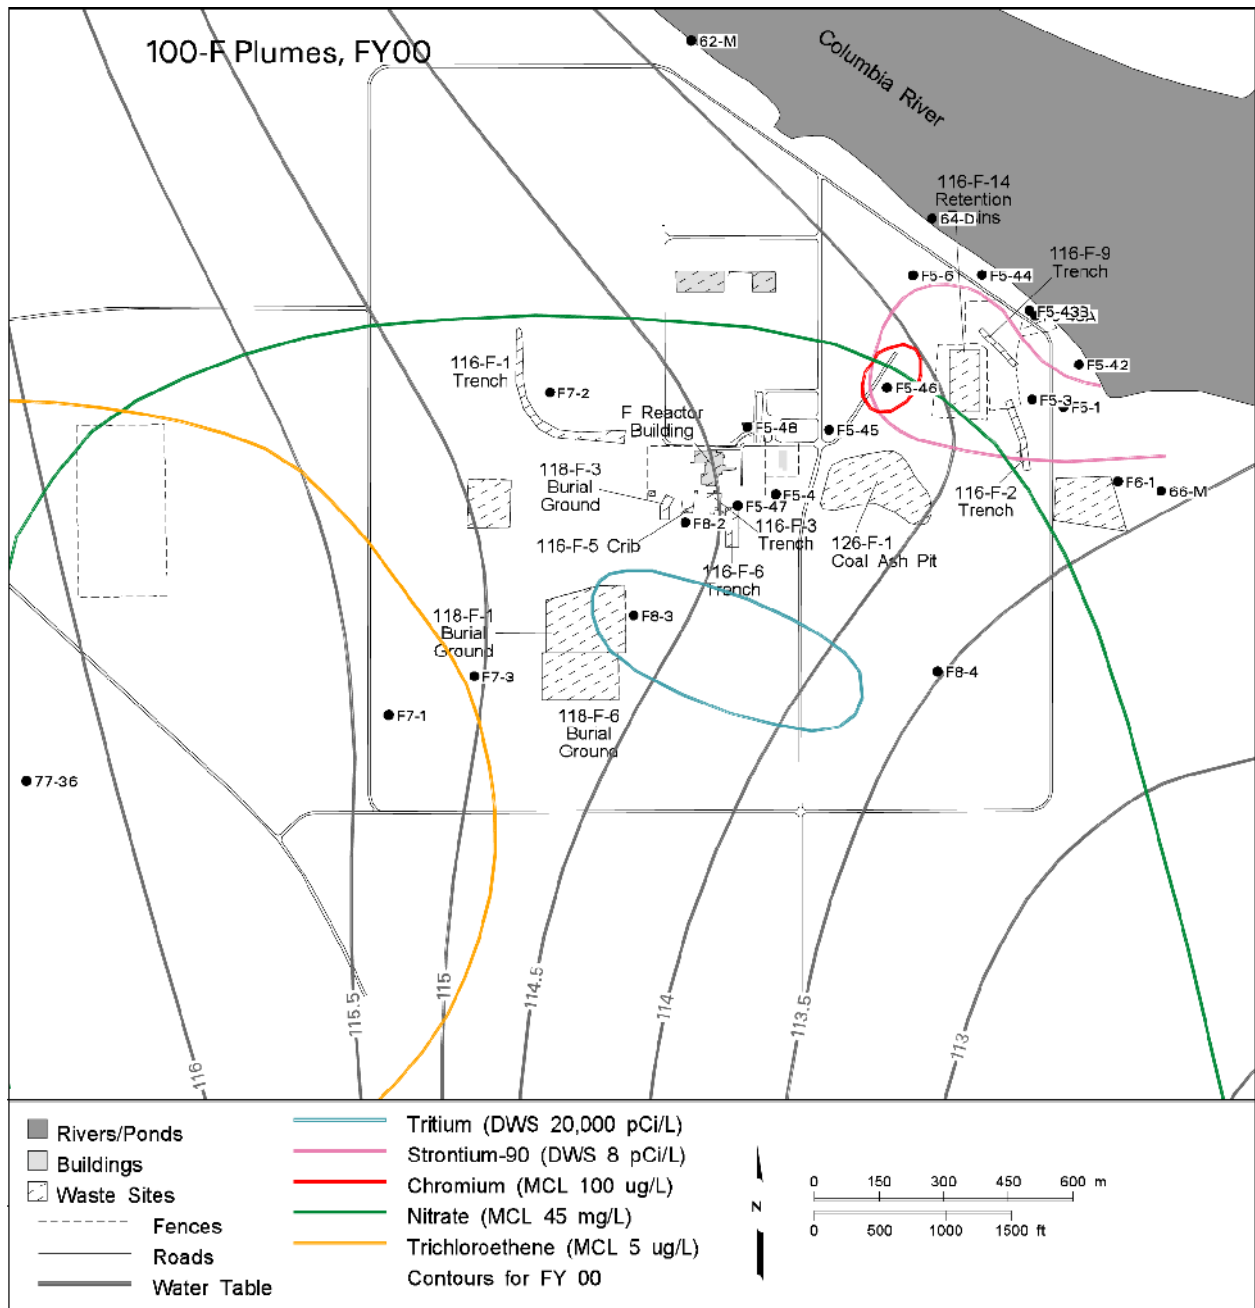 100-F Plumes, FY00
62-M
Columbia River
116-F-14
Retention
64-D
F5-6
F5-44
116-F-9
Trench
F5-43B
F5-42
116-F-1
Trench
F7-2
F5-46
F5-3
F5-1
F Reactor
Building
F5-48
F5-45
118-F-3
Burial
Ground
F5-4
F5-47
F8-2
116-F-3
Trench
116-F-5 Crib
116-F-6
Trench
126-F-1
Coal Ash Pit
116-F-2
Trench
F6-1
66-M
118-F-1
Burial
Ground
F8-3
F8-4
F7-3
F7-1
118-F-6
Burial
Ground
77-36
116
115.5
115
114.5
114
113.5
113
Rivers/Ponds
Buildings
Waste Sites
Fences
Roads
Water Table
Tritium (DWS 20,000 pCi/L)
Strontium-90 (DWS 8 pCi/L)
Chromium (MCL 100 ug/L)
Nitrate (MCL 45 mg/L)
Trichloroethene (MCL 5 ug/L)
Contours for FY 00
N
0 150 300 450 600 m
0 500 1000 1500 ft